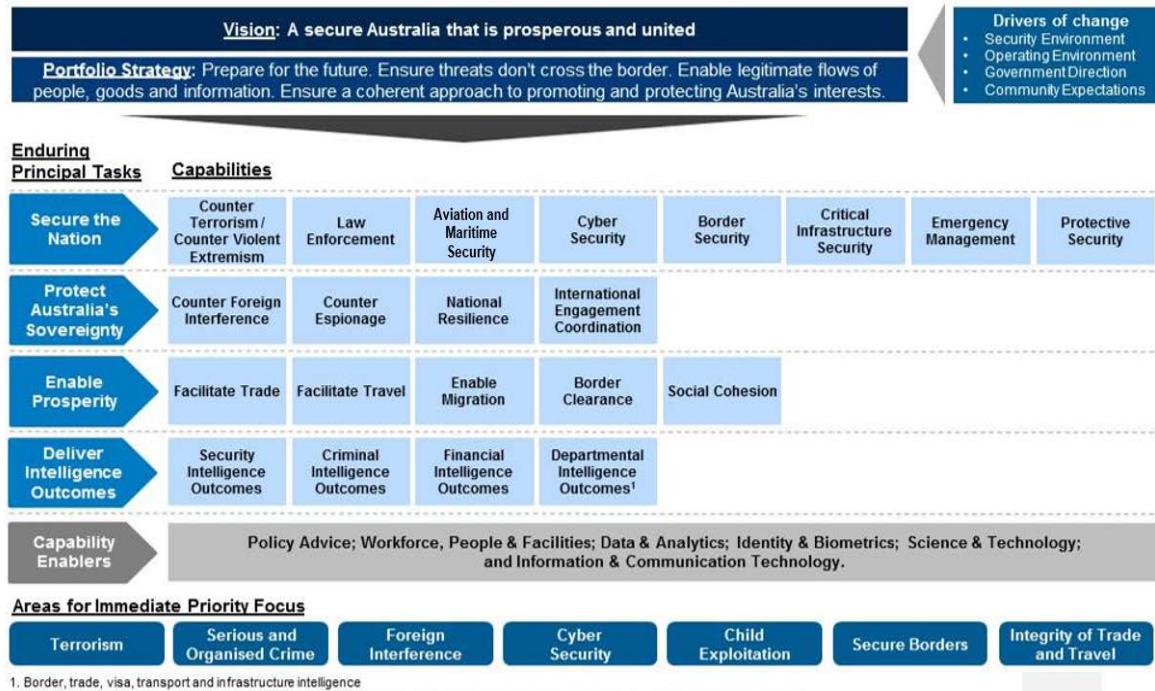 Vision: A secure Australia that is prosperous and united
Portfolio Strategy: Prepare for the future. Ensure threats don't cross the border. Enable legitimate flows of
people, goods and information. Ensure a coherent approach to promoting and protecting Australia's interests.
Drivers of change
• Security Environment
• Operating Environment
• Government Direction
• Community Expectations
Enduring
Principal Tasks
Capabilities
Secure the
Nation
Counter
Terrorism /
Counter Violent
Extremism
Law
Enforcement
Aviation and
Maritime
Security
Cyber
Security
Border
Security
Critical
Infrastructure
Security
Emergency
Management
Protective
Security
Protect
Australia's
Sovereignty
Counter Foreign
Interference
Counter
Espionage
National
Resilience
International
Engagement
Coordination
Enable
Prosperity
Facilitate Trade
Facilitate Travel
Enable
Migration
Border
Clearance
Social Cohesion
Deliver
Intelligence
Outcomes
Security
Intelligence
Outcomes
Criminal
Intelligence
Outcomes
Financial
Intelligence
Outcomes
Departmental
Intelligence
Outcomes¹
Capability
Enablers
Policy Advice; Workforce, People & Facilities; Data & Analytics; Identity & Biometrics; Science & Technology;
and Information & Communication Technology.
Areas for Immediate Priority Focus
Terrorism
Serious and
Organised Crime
Foreign
Interference
Cyber
Security
Child
Exploitation
Secure Borders
Integrity of Trade
and Travel
1. Border, trade, visa, transport and infrastructure intelligence